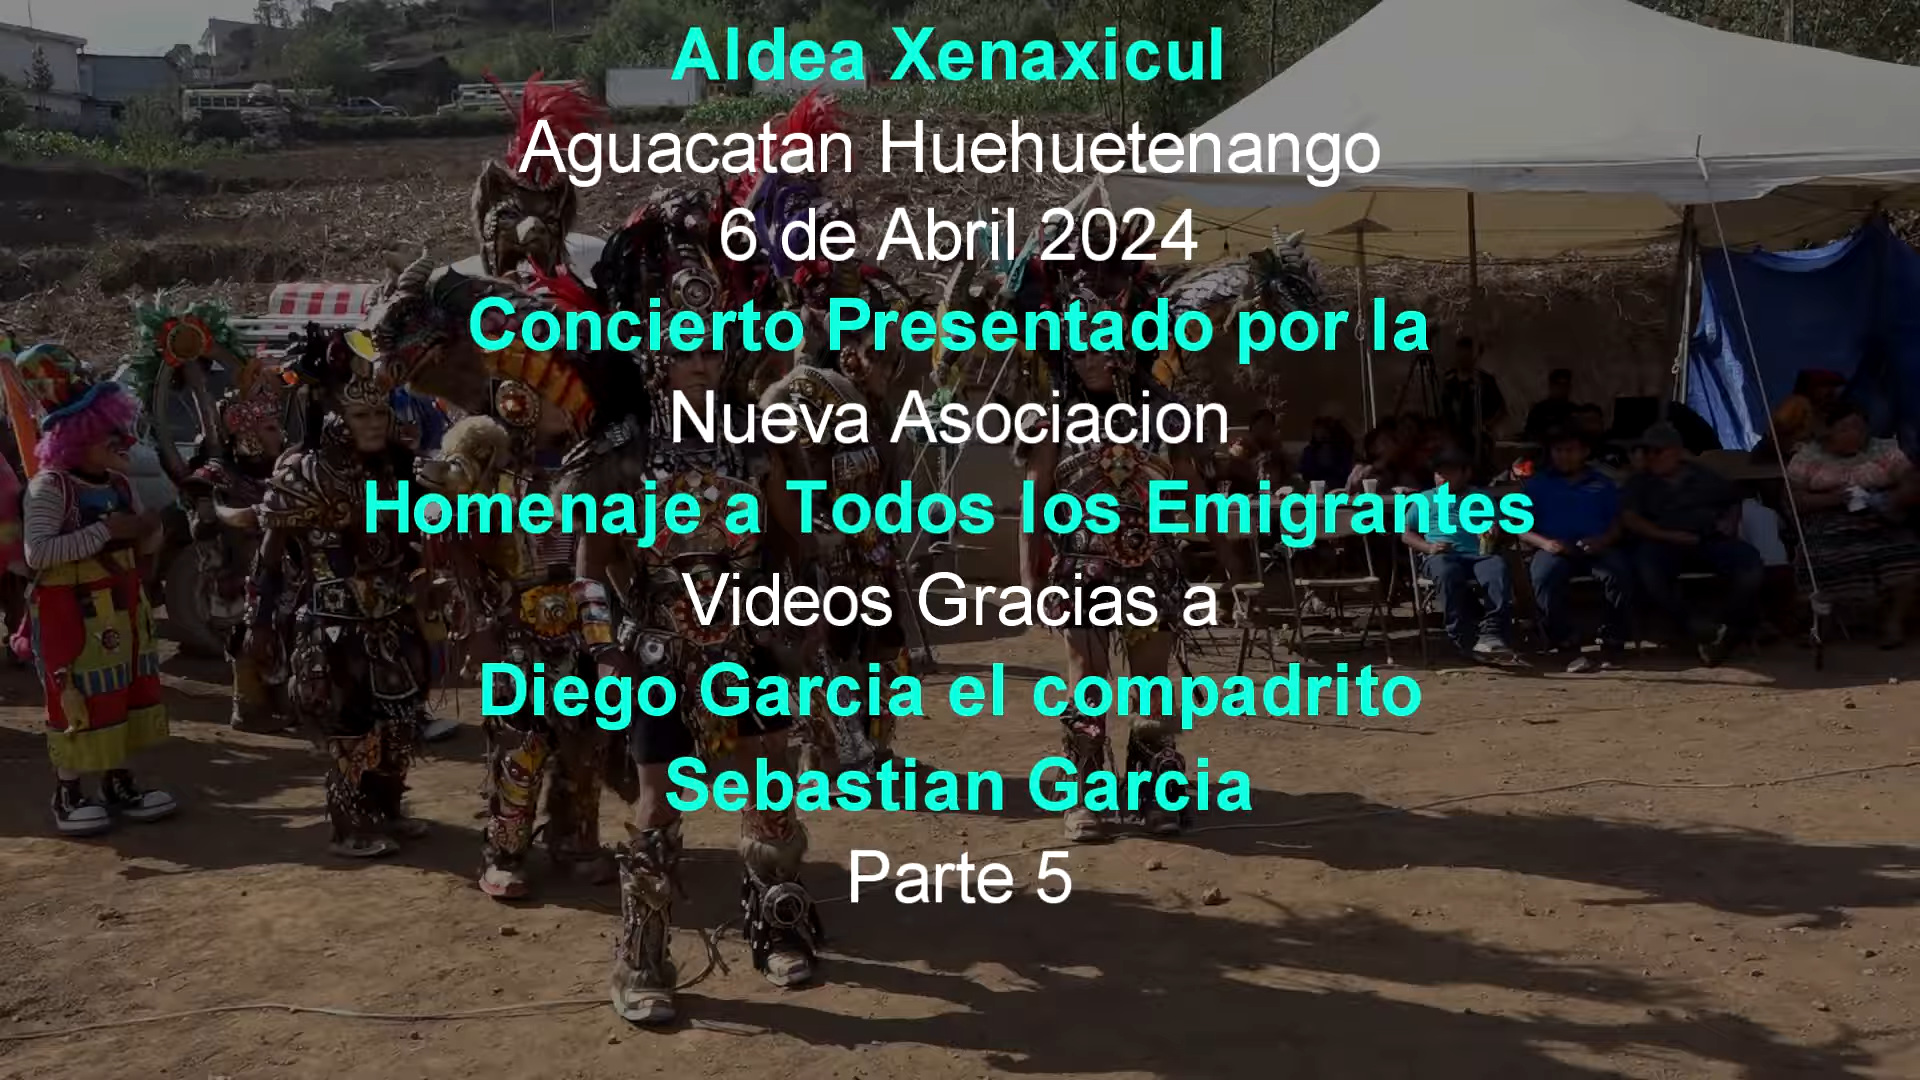 Aldea Xenaxicul
Aguacatan Huehuetenango
6 de Abril 2024
Concierto Presentado por la
Nueva Asociacion
Homenaje a Todos los Emigrantes
Videos Gracias a
Diego Garcia el compadrito
Sebastian Garcia
Parte 5